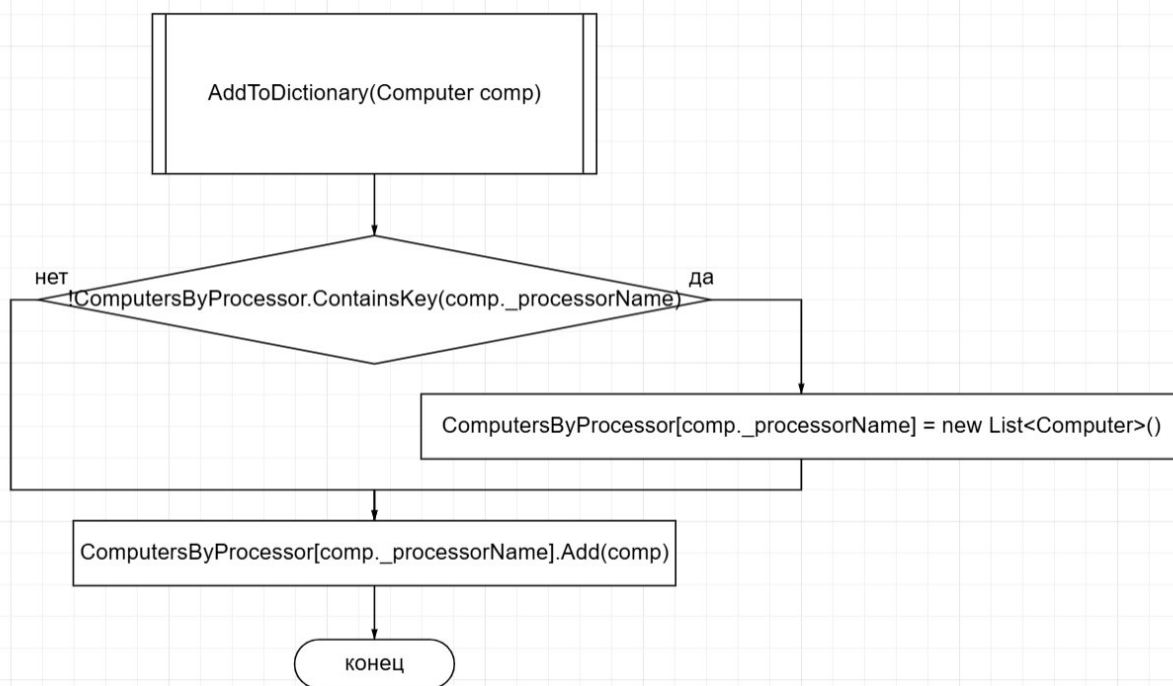 AddToDictionary(Computer comp)
нет
да
!ComputersByProcessor.ContainsKey(comp._processorName)
ComputersByProcessor[comp._processorName] = new List<Computer>()
ComputersByProcessor[comp._processorName].Add(comp)
конец